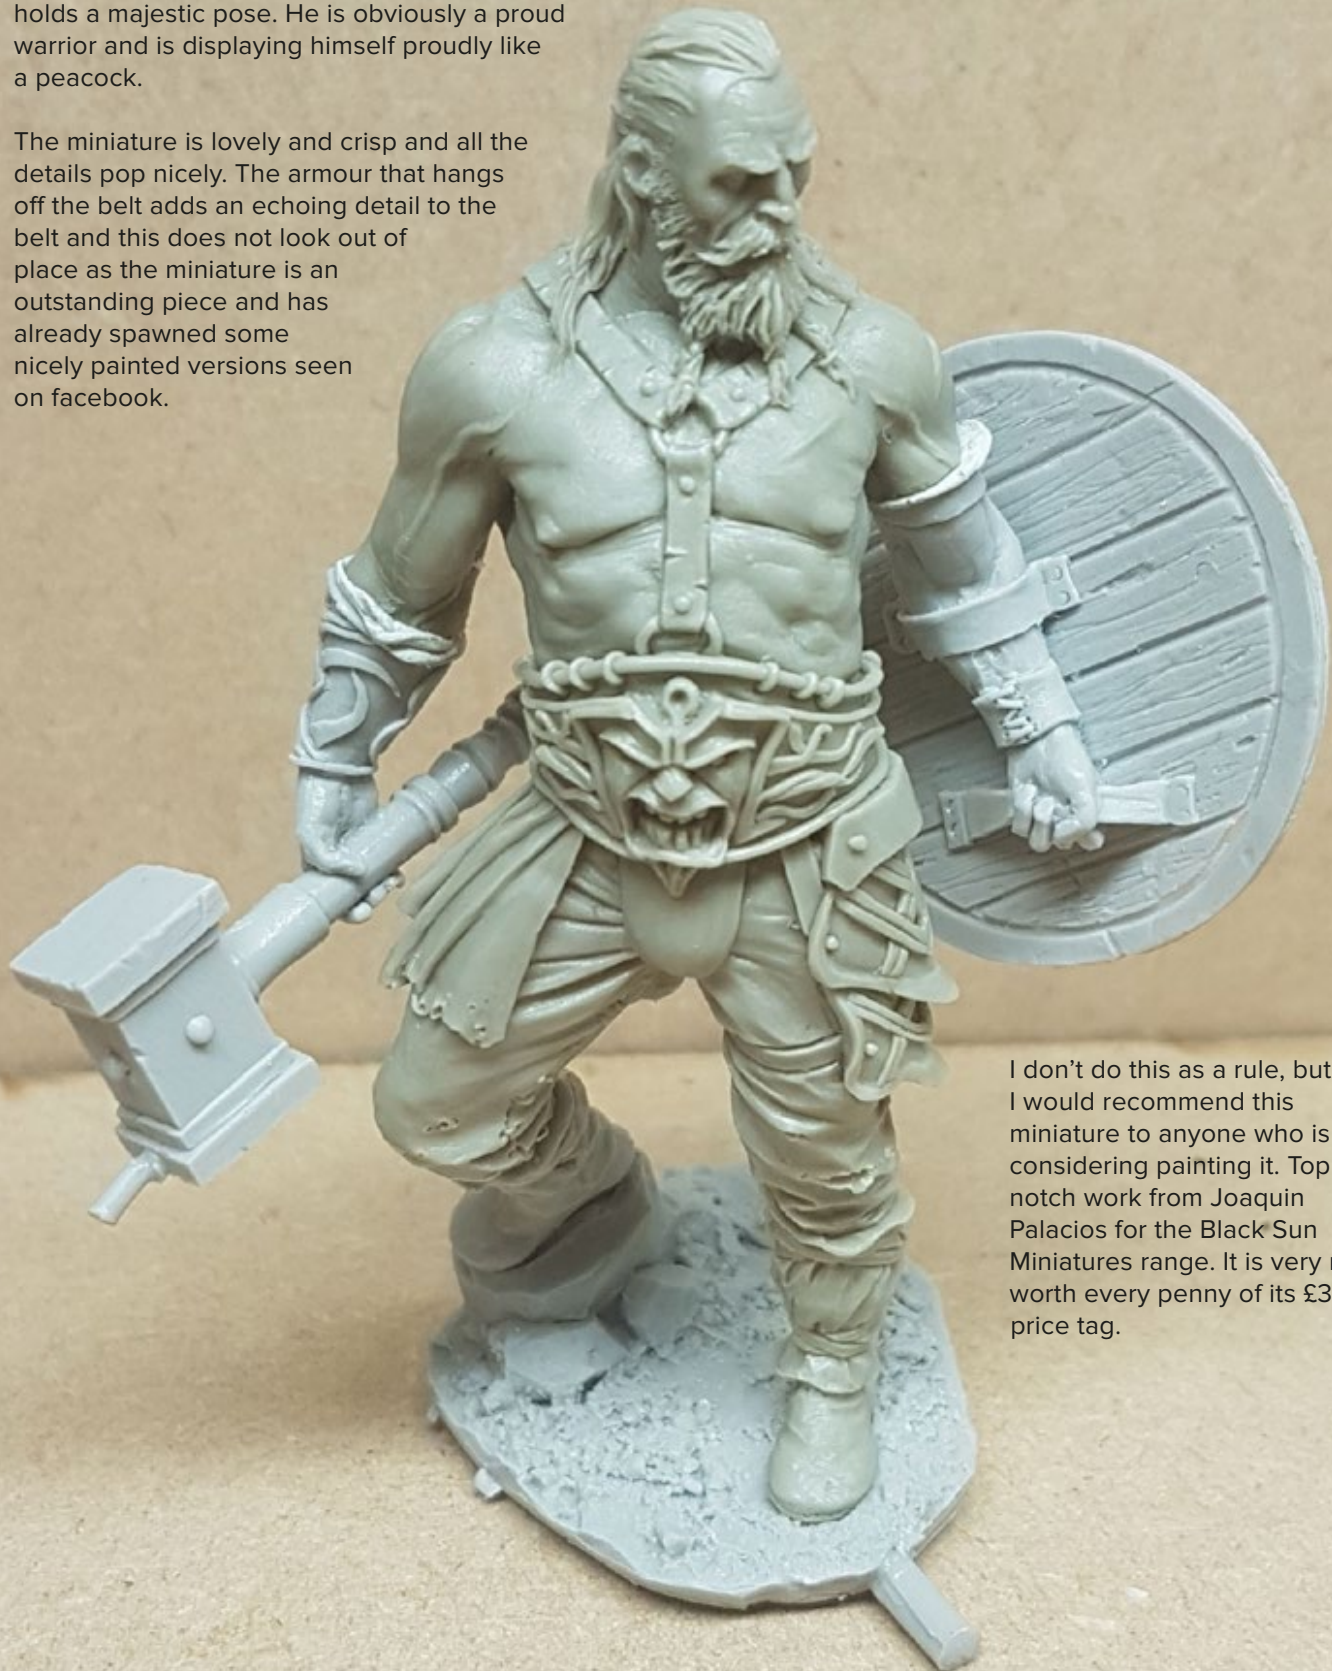 holds a majestic pose. He is obviously a proud
warrior and is displaying himself proudly like
a peacock.
The miniature is lovely and crisp and all the
details pop nicely. The armour that hangs
off the belt adds an echoing detail to the
belt and this does not look out of
place as the miniature is an
outstanding piece and has
already spawned some
nicely painted versions seen
on facebook.
I don’t do this as a rule, but
I would recommend this
miniature to anyone who is
considering painting it. Top
notch work from Joaquin
Palacios for the Black Sun
Miniatures range. It is very
worth every penny of its
price tag.